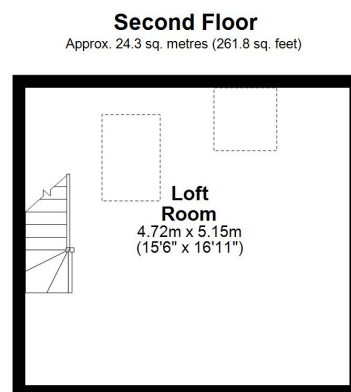 Second Floor
Approx. 24.3 sq. metres (261.8 sq. feet)
Loft
Room
4.72m x 5.15m
(15'6" x 16'11")